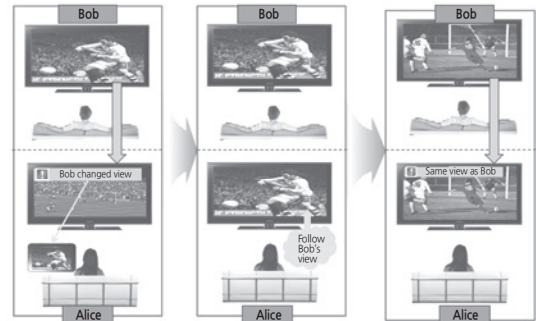 Bob
Bob
Bob
Bob changed view
Same view as Bob
Follow
Bob's
view
Alice
Alice
Alice